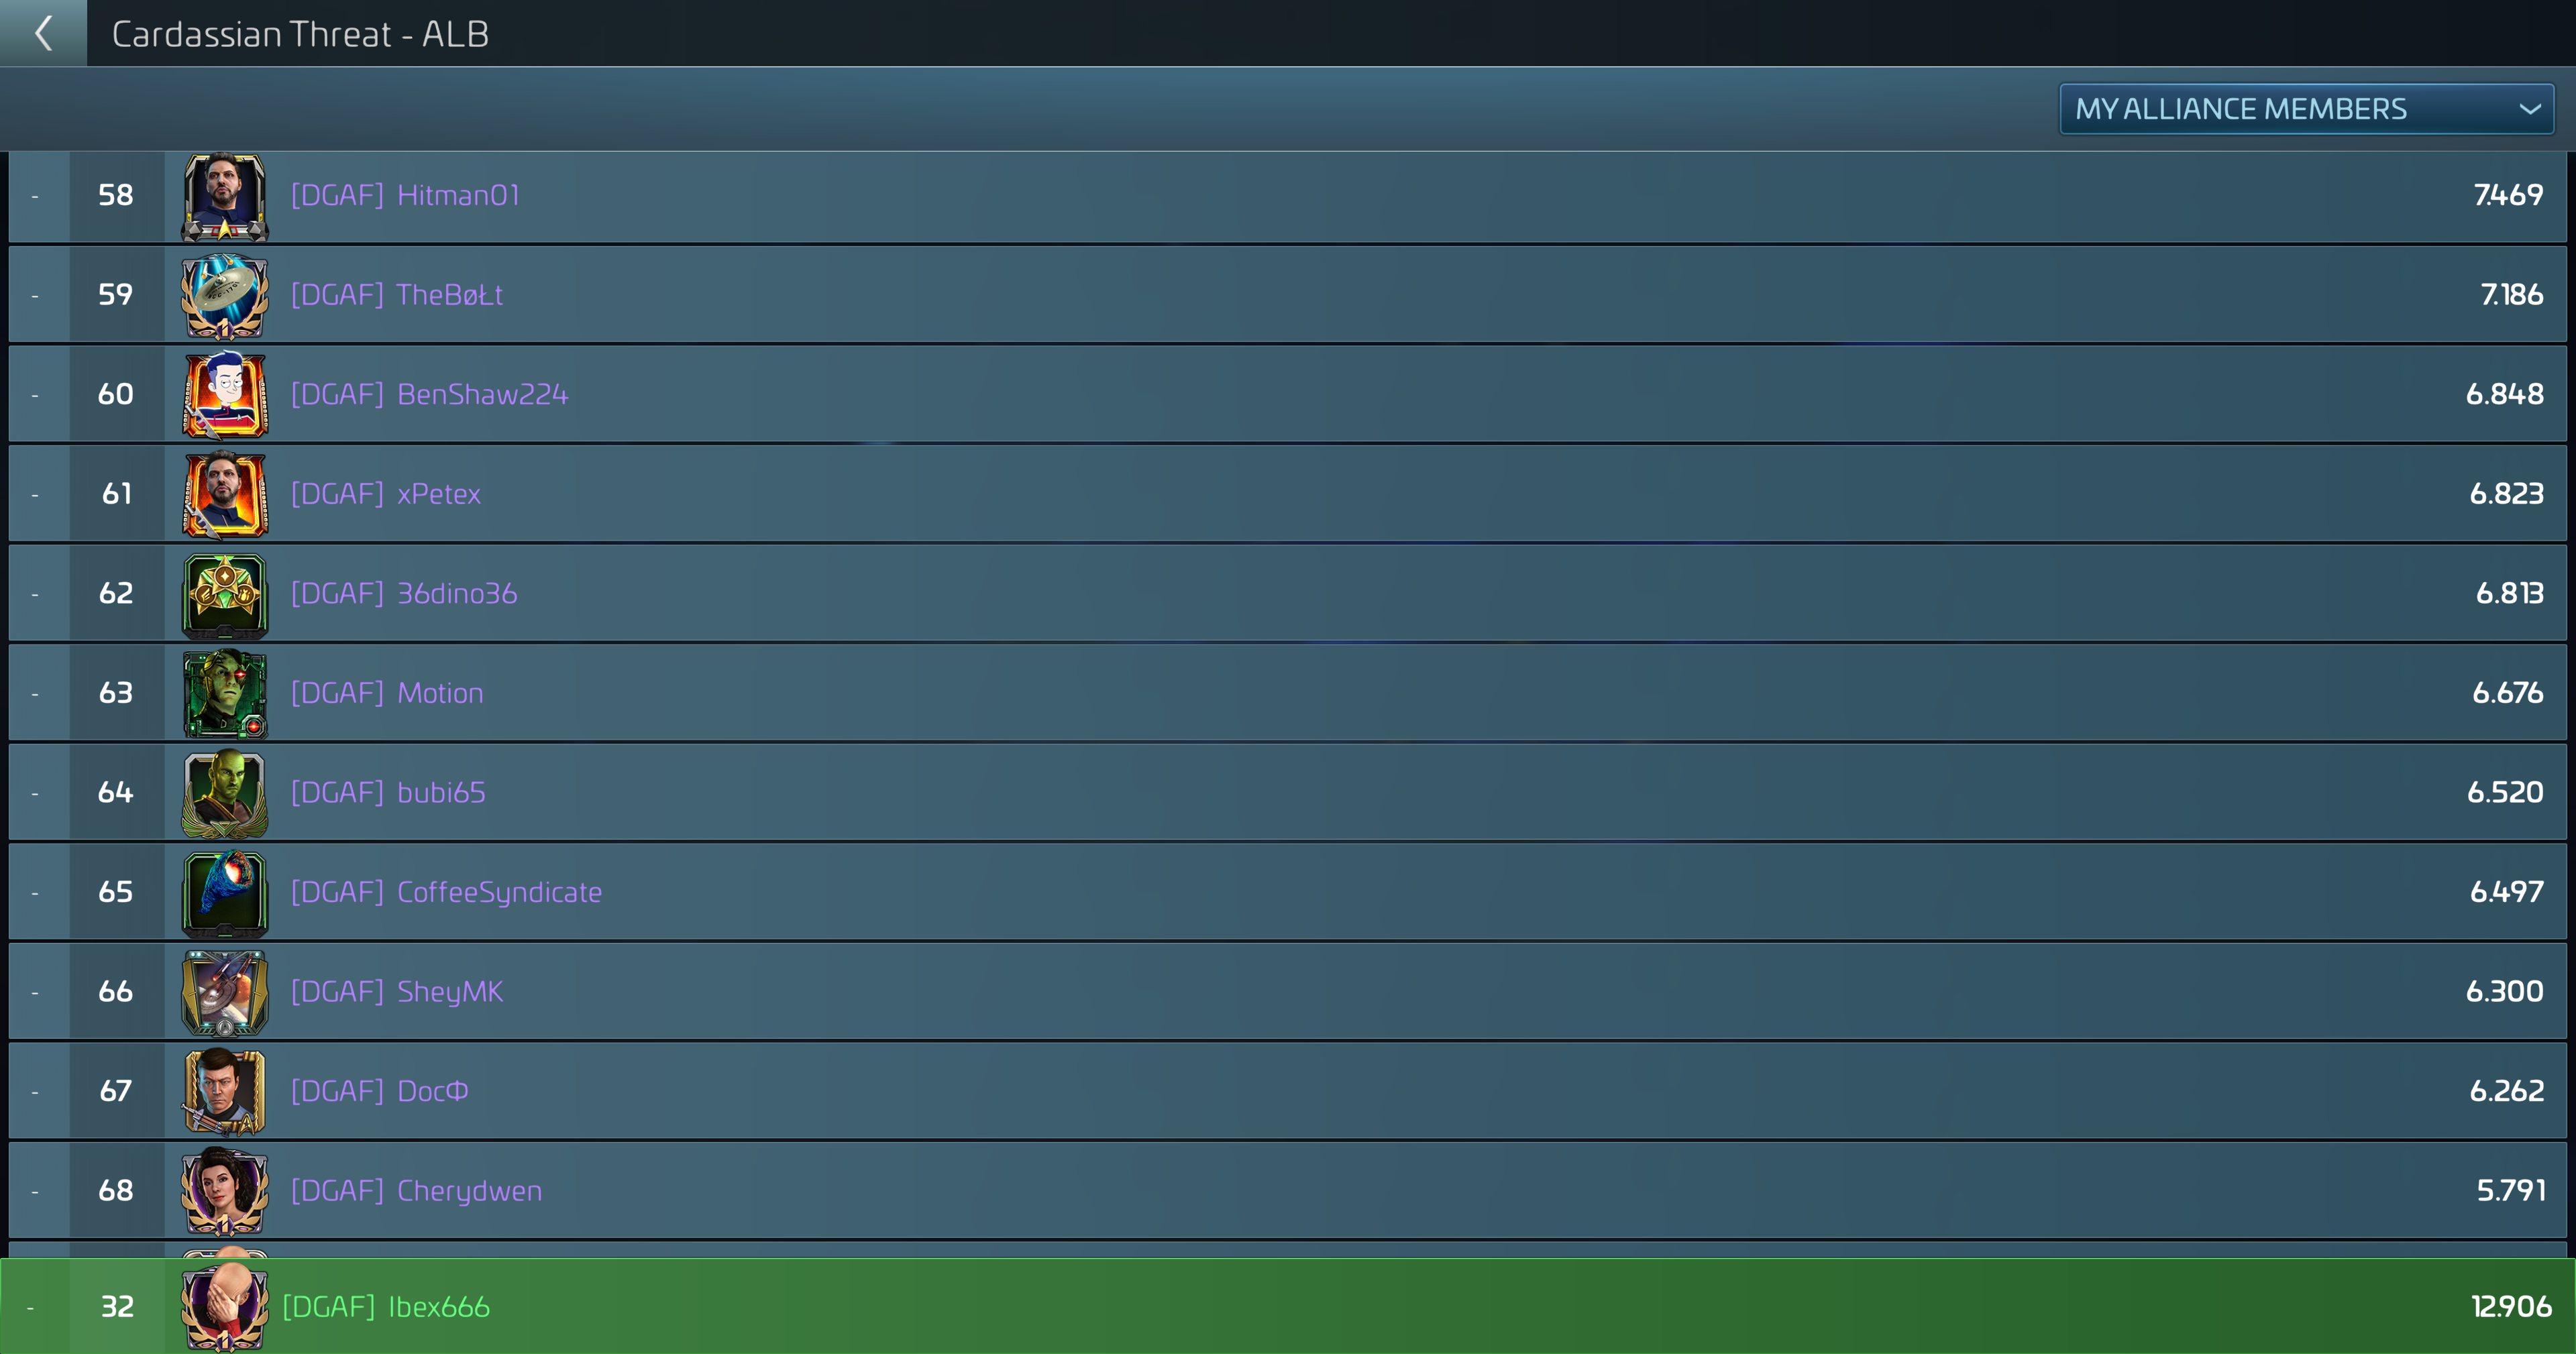 Cardassian Threat - ALB
MY ALLIANCE MEMBERS
- 58 [DGAF] Hitman01 7.469
- 59 [DGAF] TheBøŁt 7.186
- 60 [DGAF] BenShaw224 6.848
- 61 [DGAF] xPetex 6.823
- 62 [DGAF] 36dino36 6.813
- 63 [DGAF] Motion 6.676
- 64 [DGAF] bubi65 6.520
- 65 [DGAF] CoffeeSyndicate 6.497
- 66 [DGAF] SheyMK 6.300
- 67 [DGAF] DocФ 6.262
- 68 [DGAF] Cherydwen 5.791
- 32 [DGAF] Ibex666 12.906